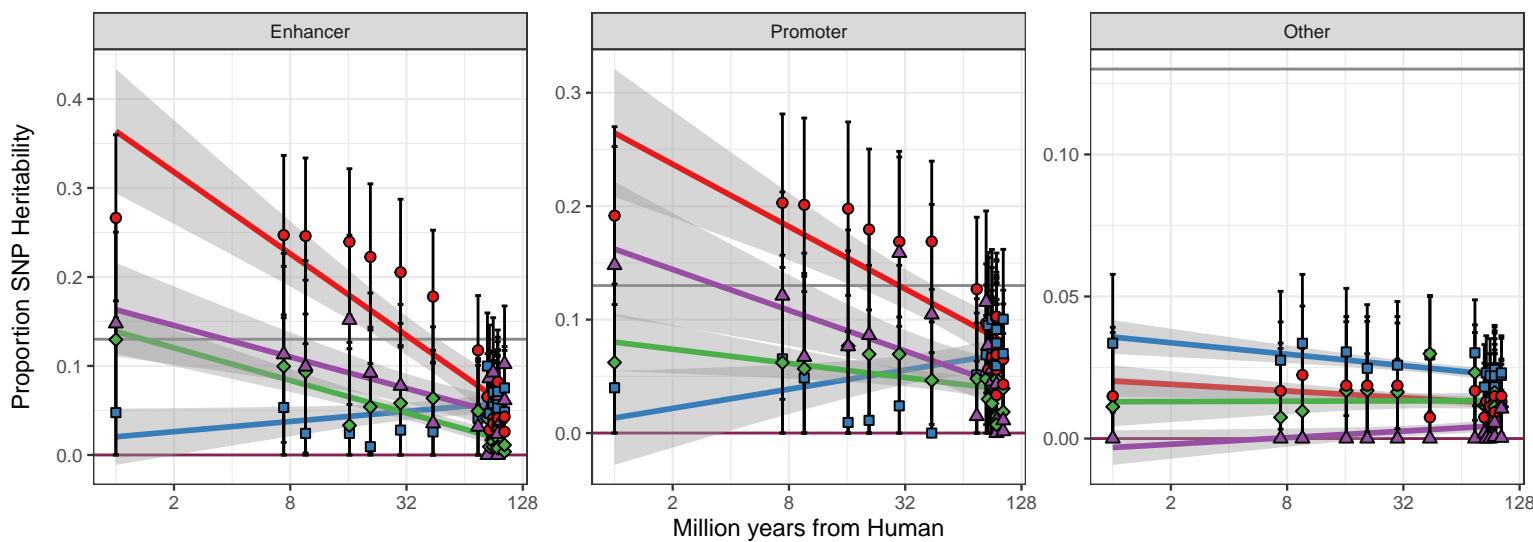 Enhancer
Promoter
Other
Proportion SNP Heritability
0.4
0.3
0.2
0.1
0.0
0.3
0.2
0.1
0.0
0.10
0.05
0.00
2 8 32 128
2 8 32 128
2 8 32 128
Million years from Human